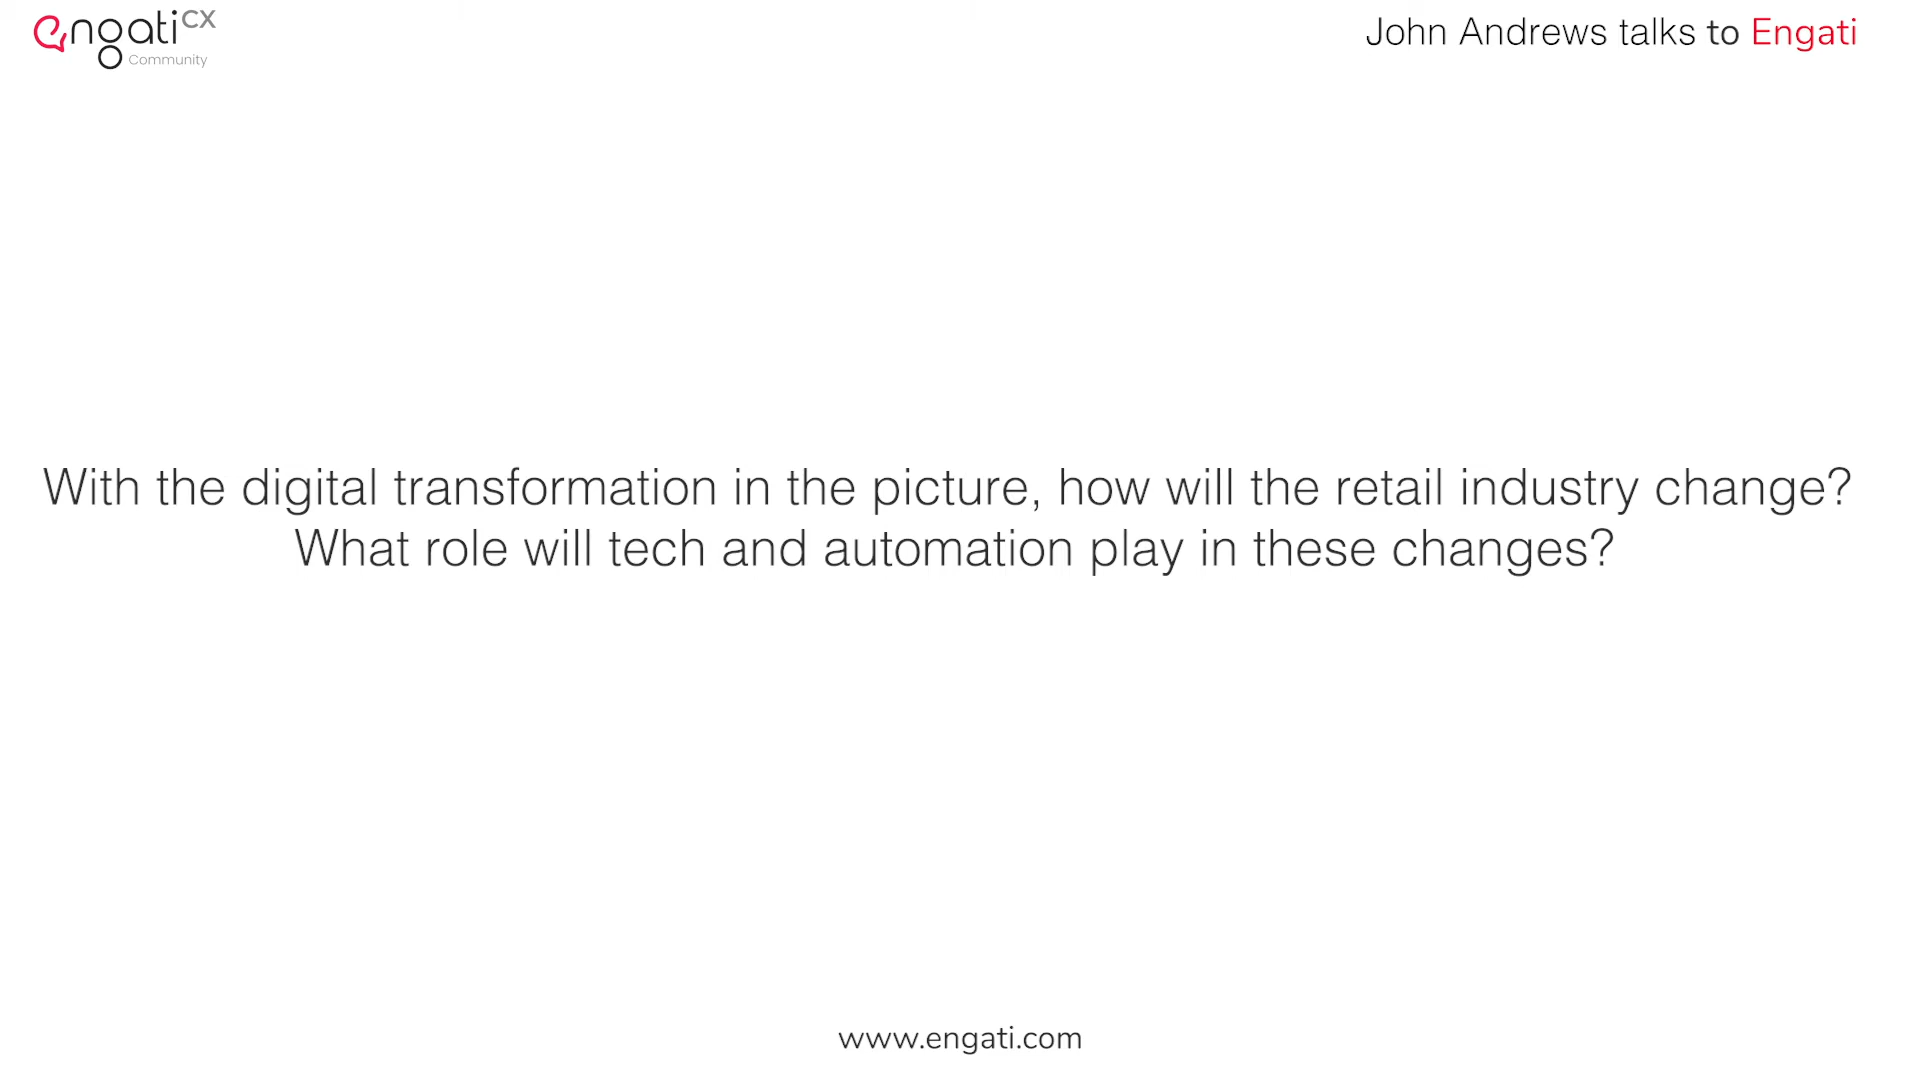 engati CX
Community
John Andrews talks to Engati
With the digital transformation in the picture, how will the retail industry change?
What role will tech and automation play in these changes?
www.engati.com